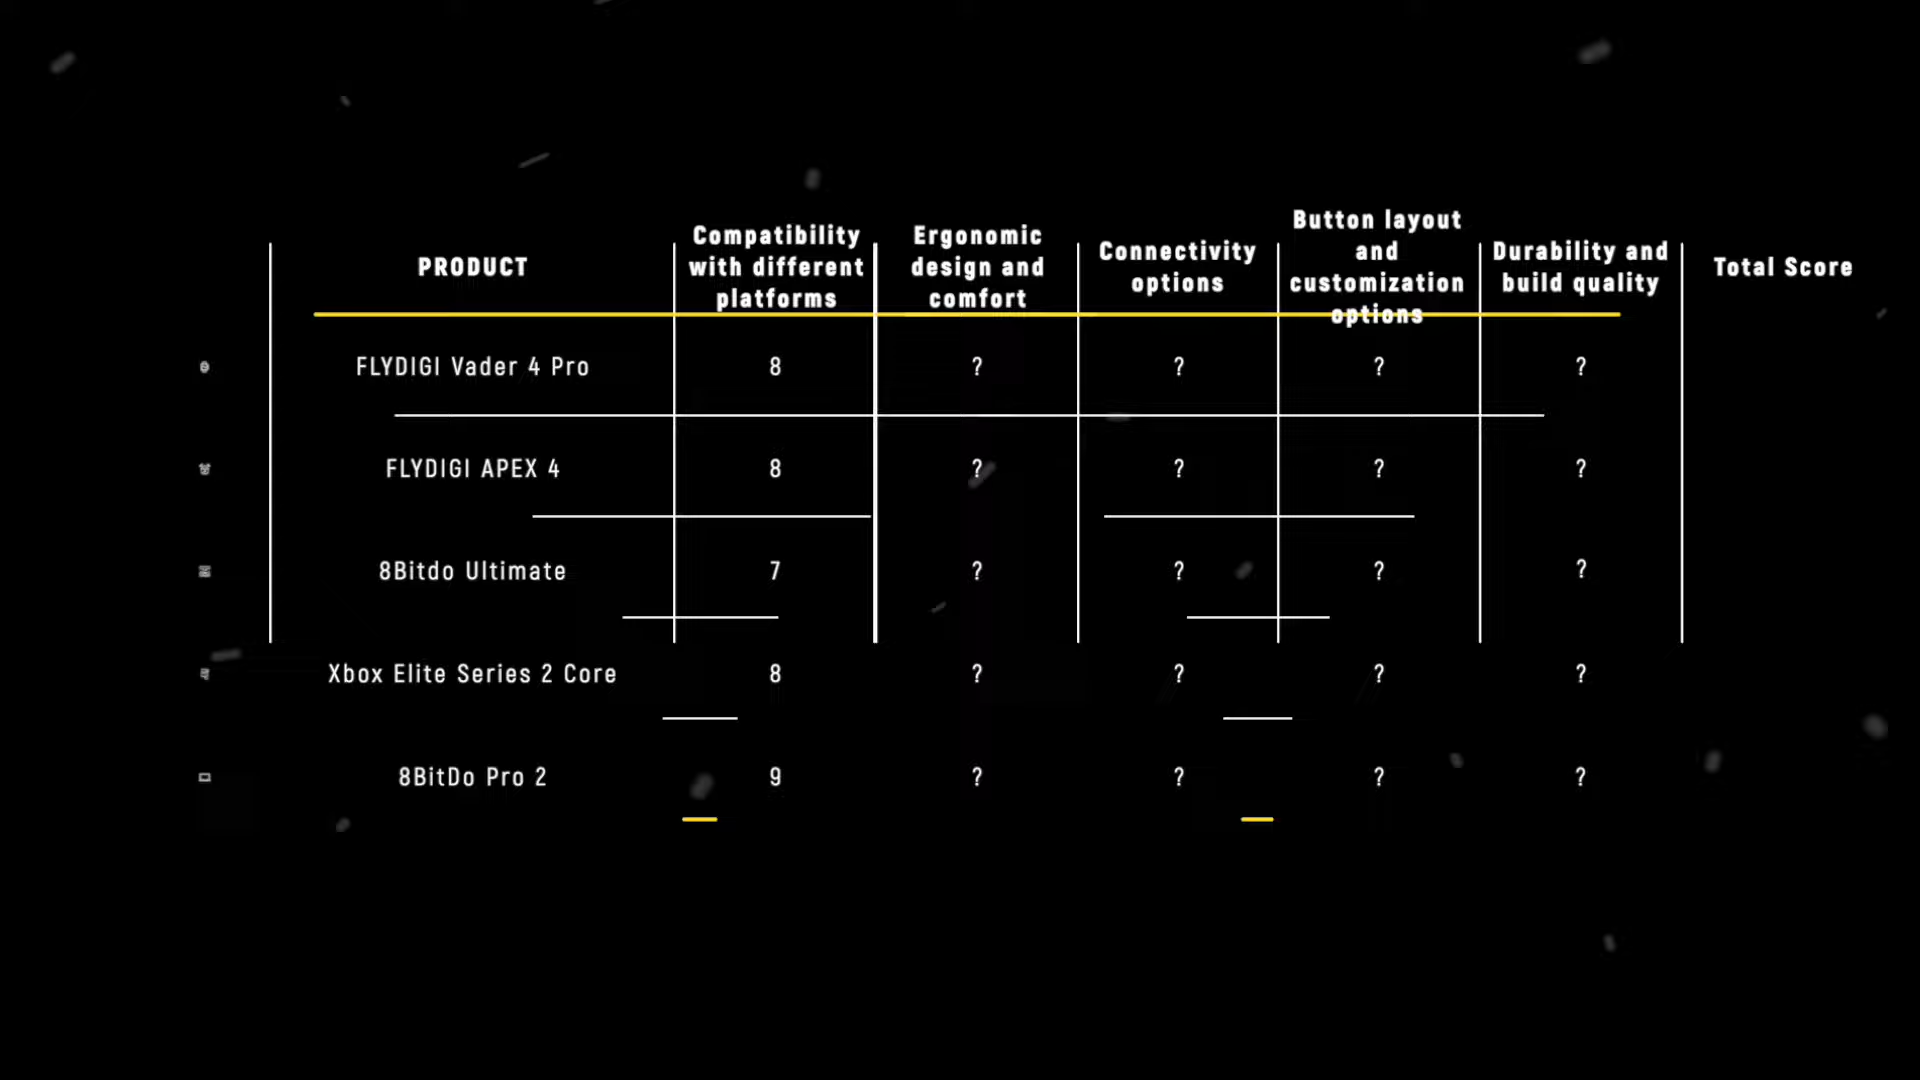 PRODUCT
Compatibility
with different
platforms
Ergonomic
design and
comfort
Connectivity
options
Button layout
and
customization
options
Durability and
build quality
Total Score
FLYDIGI Vader 4 Pro 8 ? ? ? ?
FLYDIGI APEX 4 8 ? ? ? ?
8Bitdo Ultimate 7 ? ? ? ?
Xbox Elite Series 2 Core 8 ? ? ? ?
8BitDo Pro 2 9 ? ? ? ?